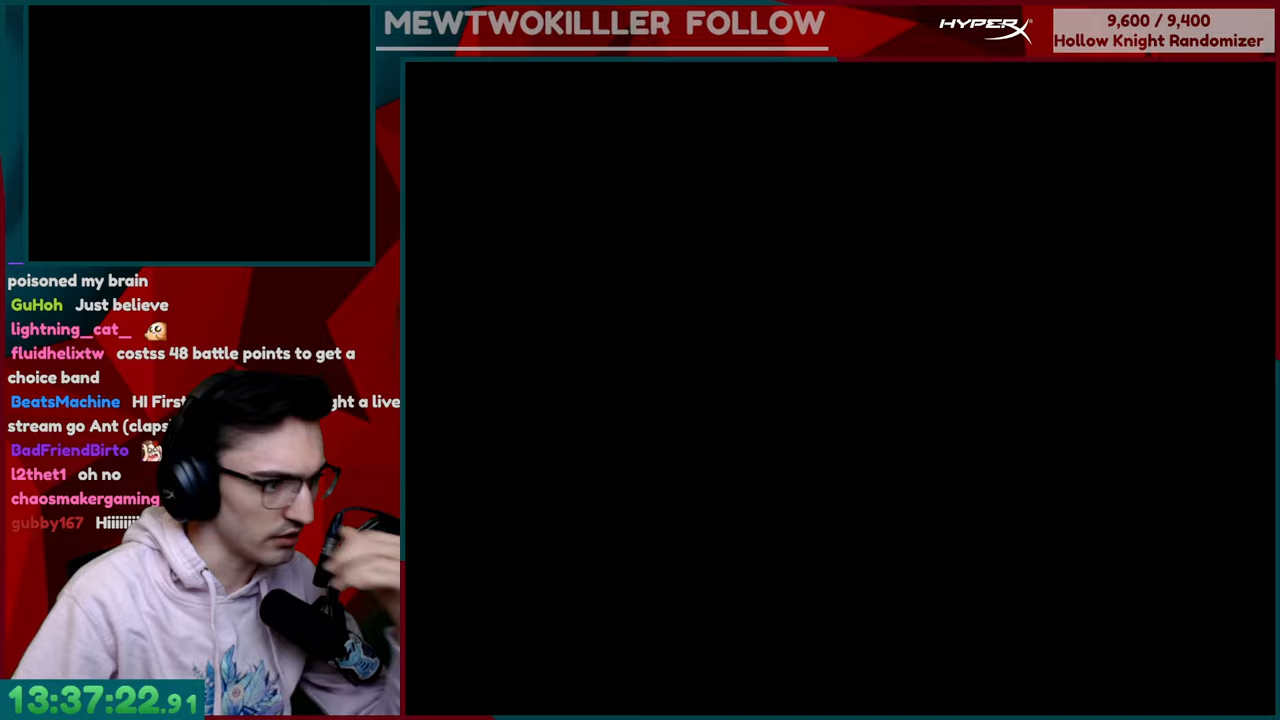 MEWTWOKILLLER FOLLOW
HYPERX
9,600 / 9,400
Hollow Knight Randomizer
poisoned my brain
GuHoh Just believe
lightning_cat_
fluidhelixtw costss 48 battle points to get a
choice band
BeatsMachine HI First ght a live
stream go Ant (claps
BadFriendBirto
l2thet1 oh no
chaosmakergaming
gubby167 Hiiiiiii
13:37:22.91